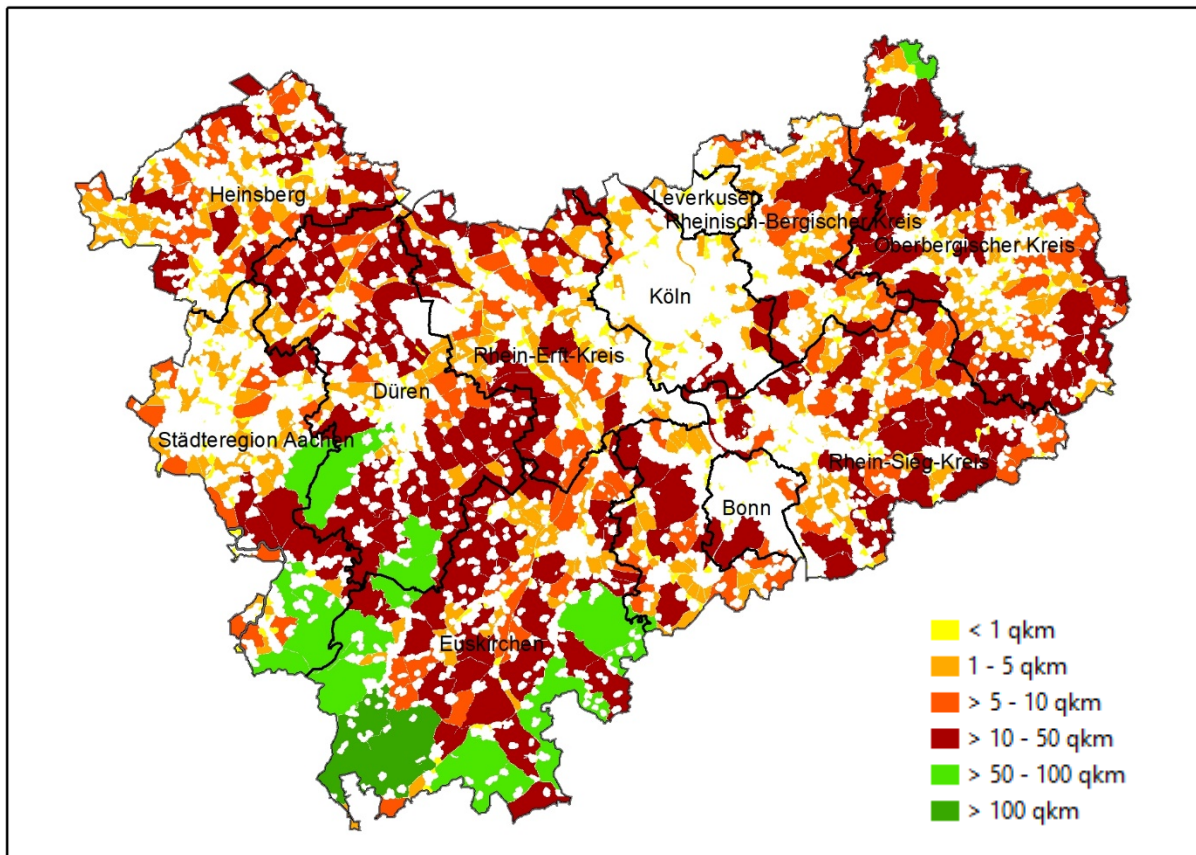 Heinsberg
Leverkusen
Rheinisch-Bergischer Kreis
Oberbergischer Kreis
Köln
Rhein-Erft-Kreis
Düren
Städteregion Aachen
Rhein-Sieg-Kreis
Bonn
Euskirchen
< 1 qkm
1 - 5 qkm
> 5 - 10 qkm
> 10 - 50 qkm
> 50 - 100 qkm
> 100 qkm